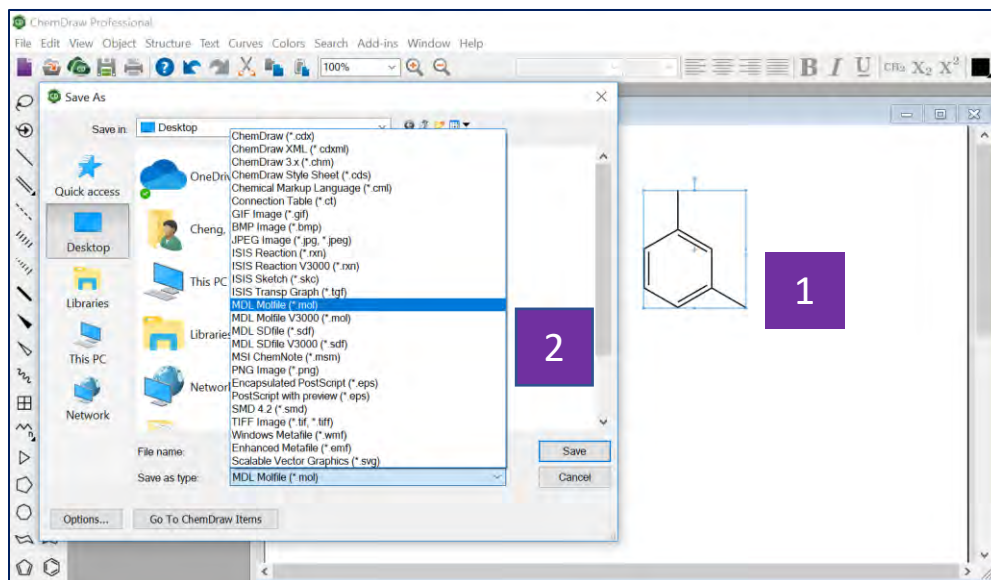 ChemDraw Professional
File Edit View Object Structure Text Curves Colors Search Add-ins Window Help
100%
B I U CH₂ X₂ X²
Save As
Save in: Desktop
Quick access
Desktop
Libraries
This PC
Network
OneDriv
Cheng,
This PC
Libraries
Network
ChemDraw (*.cdx)
ChemDraw XML (*.cdxml)
ChemDraw 3.x (*.chm)
ChemDraw Style Sheet (*.cds)
Chemical Markup Language (*.cml)
Connection Table (*.ct)
GIF Image (*.gif)
BMP Image (*.bmp)
JPEG Image (*.jpg, *.jpeg)
ISIS Reaction (*.rxn)
ISIS Reaction V3000 (*.rxn)
ISIS Sketch (*.skc)
ISIS Transp Graph (*.tgf)
MDL Molfile (*.mol)
MDL Molfile V3000 (*.mol)
MDL SDfile (*.sdf)
MDL SDfile V3000 (*.sdf)
MSI ChemNote (*.msm)
PNG Image (*.png)
Encapsulated PostScript (*.eps)
PostScript with preview (*.eps)
SMD 4.2 (*.smd)
TIFF Image (*.tif, *.tiff)
Windows Metafile (*.wmf)
Enhanced Metafile (*.emf)
Scalable Vector Graphics (*.svg)
File name:
Save
Save as type: MDL Molfile (*.mol)
Cancel
Options... Go To ChemDraw Items
1
2